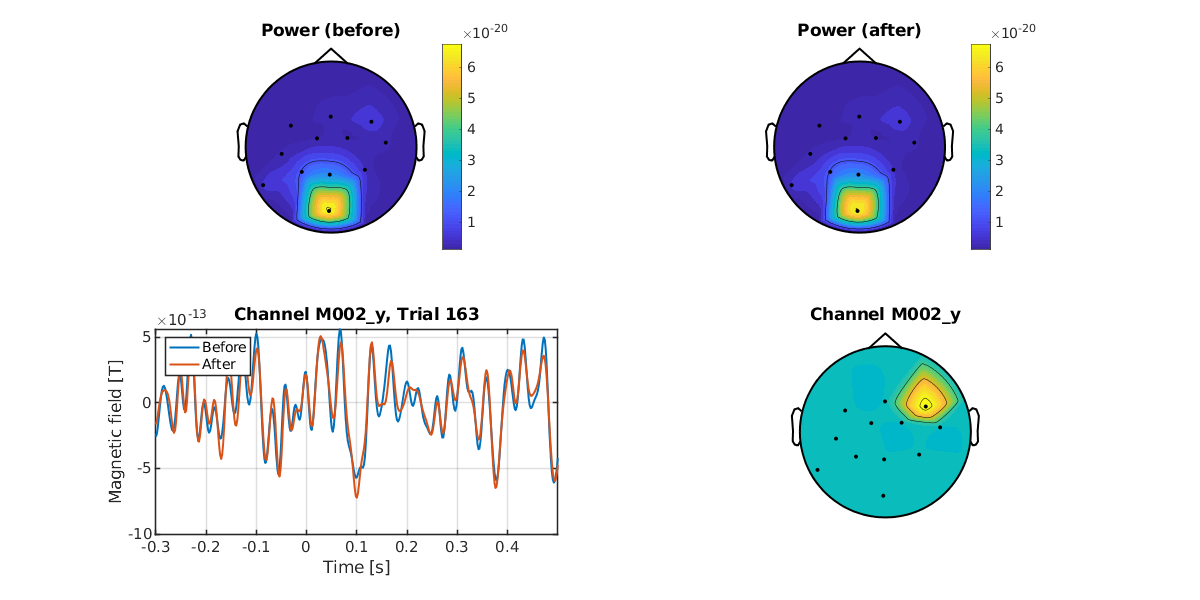 Power (before)
×10-20
6
5
4
3
2
1
Power (after)
×10-20
6
5
4
3
2
1
Channel M002_y, Trial 163
×10-13
Before
After
5
0
-5
-10
Magnetic field [T]
-0.3 -0.2 -0.1 0 0.1 0.2 0.3 0.4
Time [s]
Channel M002_y